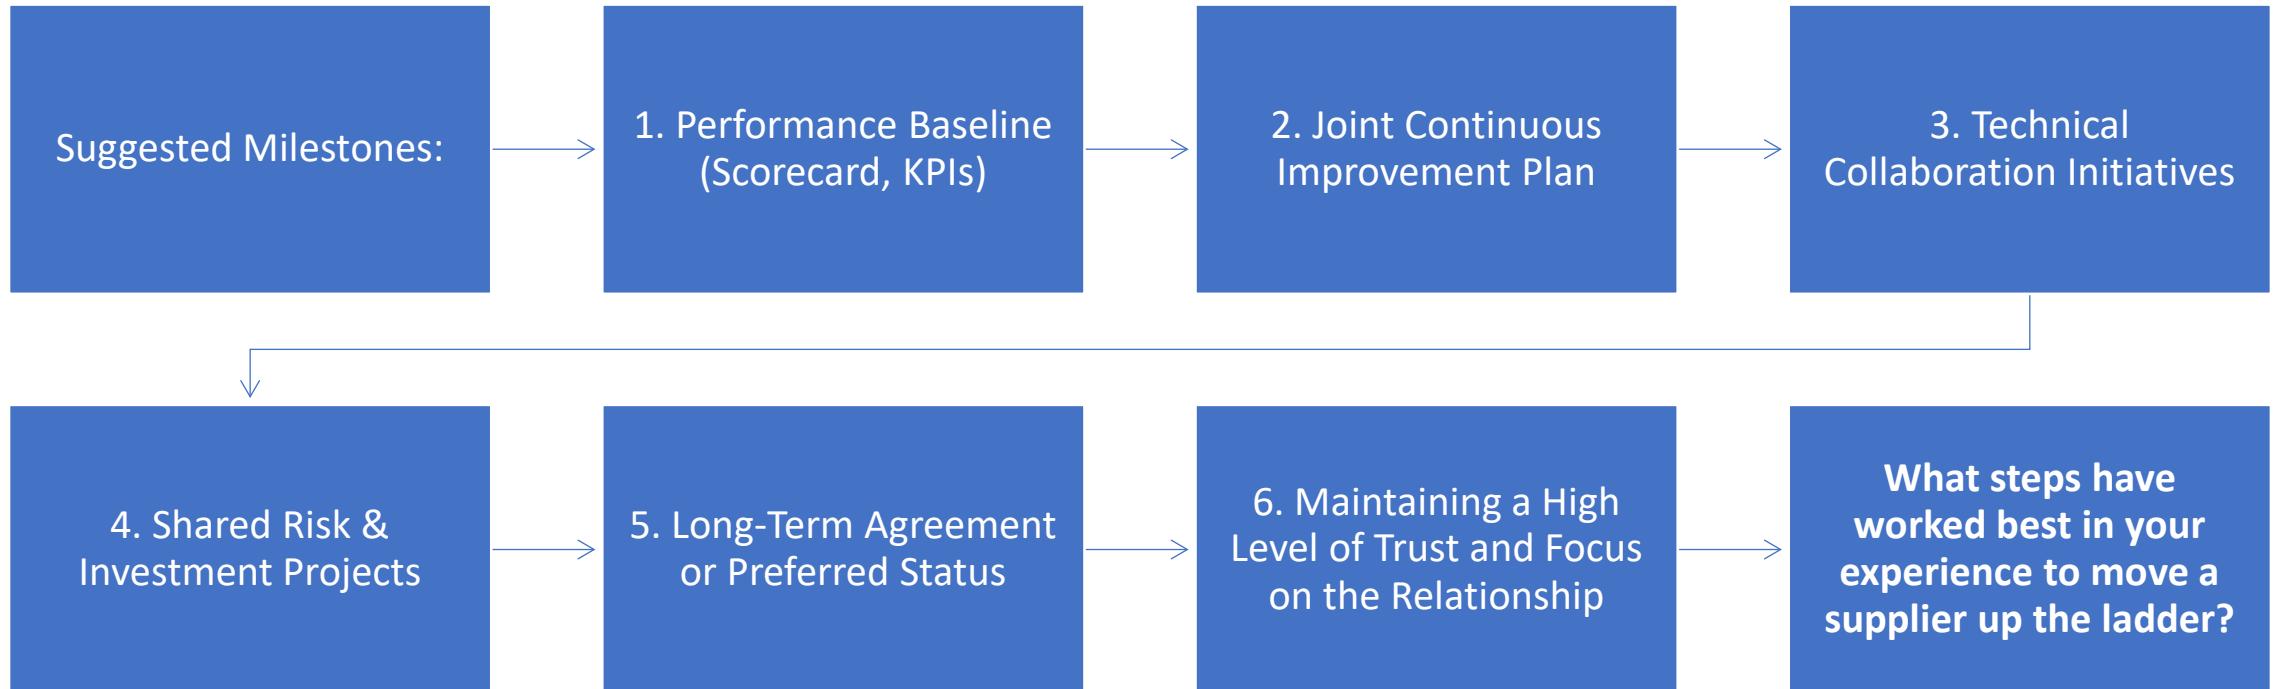 Suggested Milestones:
1. Performance Baseline
(Scorecard, KPIs)
2. Joint Continuous
Improvement Plan
3. Technical
Collaboration Initiatives
4. Shared Risk &
Investment Projects
5. Long-Term Agreement
or Preferred Status
6. Maintaining a High
Level of Trust and Focus
on the Relationship
What steps have
worked best in your
experience to move a
supplier up the ladder?